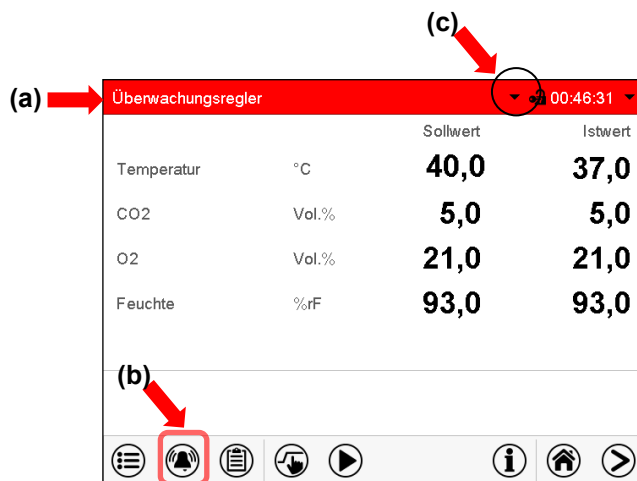 (c)
(a)
Überwachungsregler 00:46:31
Sollwert Istwert
Temperatur °C 40,0 37,0
CO2 Vol.% 5,0 5,0
O2 Vol.% 21,0 21,0
Feuchte %rF 93,0 93,0
(b)